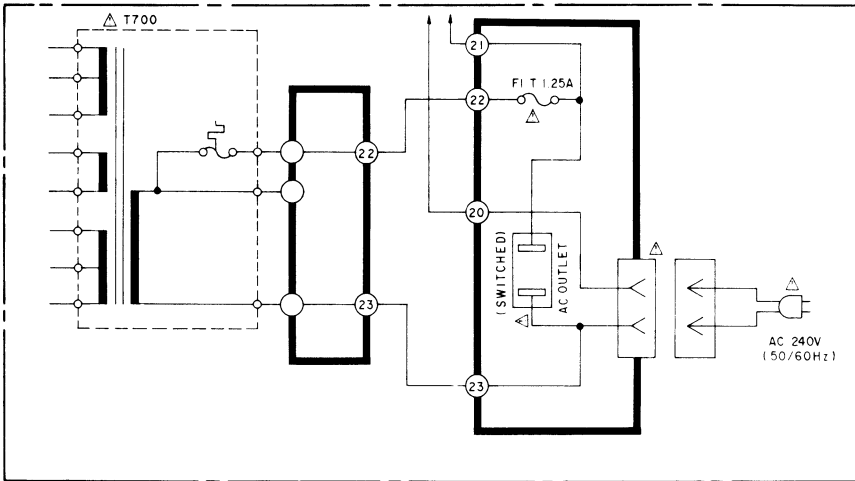 T700
21
F1 T 1.25A
22
22
20
(SWITCHED)
AC OUTLET
23
23
AC 240V
(50/60Hz)